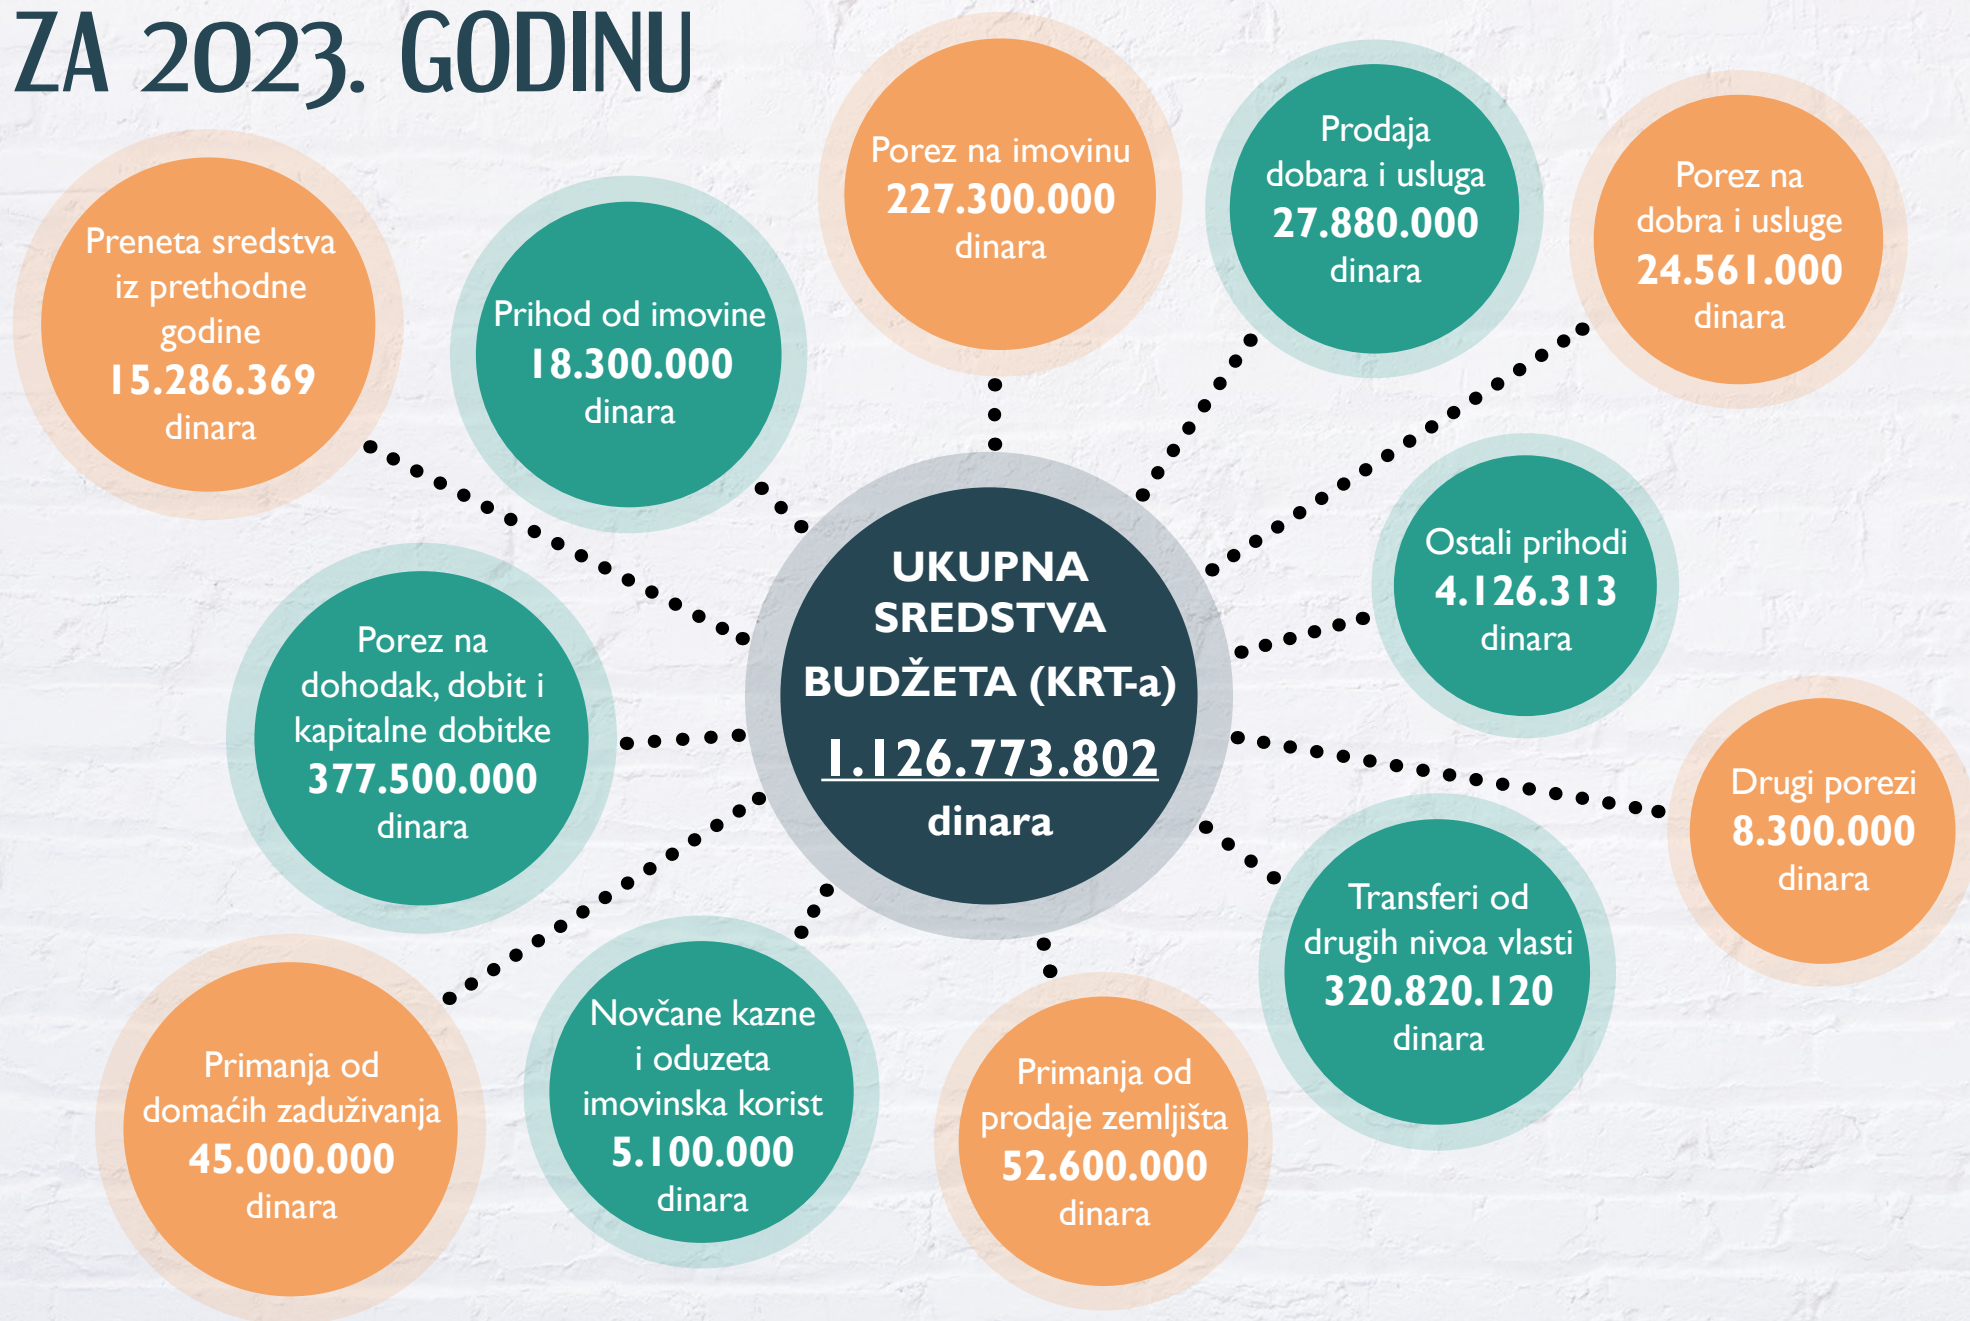 ZA 2023. GODINU
Preneta sredstva
iz prethodne
godine
15.286.369
dinara
Prihod od imovine
18.300.000
dinara
Porez na imovinu
227.300.000
dinara
Prodaja
dobara i usluga
27.880.000
dinara
Porez na
dobra i usluge
24.561.000
dinara
Ostali prihodi
4.126.313
dinara
UKUPNA
SREDSTVA
BUDŽETA (KRT-a)
1.126.773.802
dinara
Porez na
dohodak, dobit i
kapitalne dobitke
377.500.000
dinara
Drugi porezi
8.300.000
dinara
Transferi od
drugih nivoa vlasti
320.820.120
dinara
Primanja od
domaćih zaduživanja
45.000.000
dinara
Novčane kazne
i oduzeta
imovinska korist
5.100.000
dinara
Primanja od
prodaje zemljišta
52.600.000
dinara